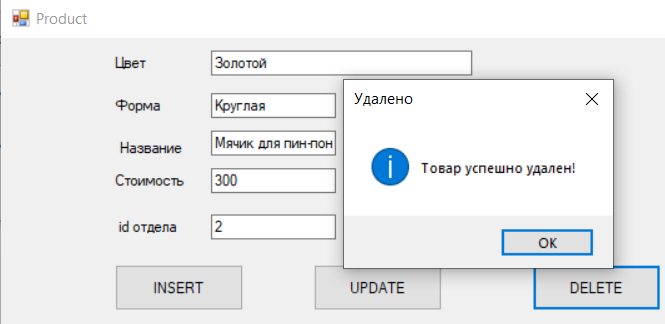 Product
Цвет
Золотой
Форма
Круглая
Название
Мячик для пин-пон
Стоимость
300
id отдела
2
Удалено
Товар успешно удален!
OK
INSERT
UPDATE
DELETE